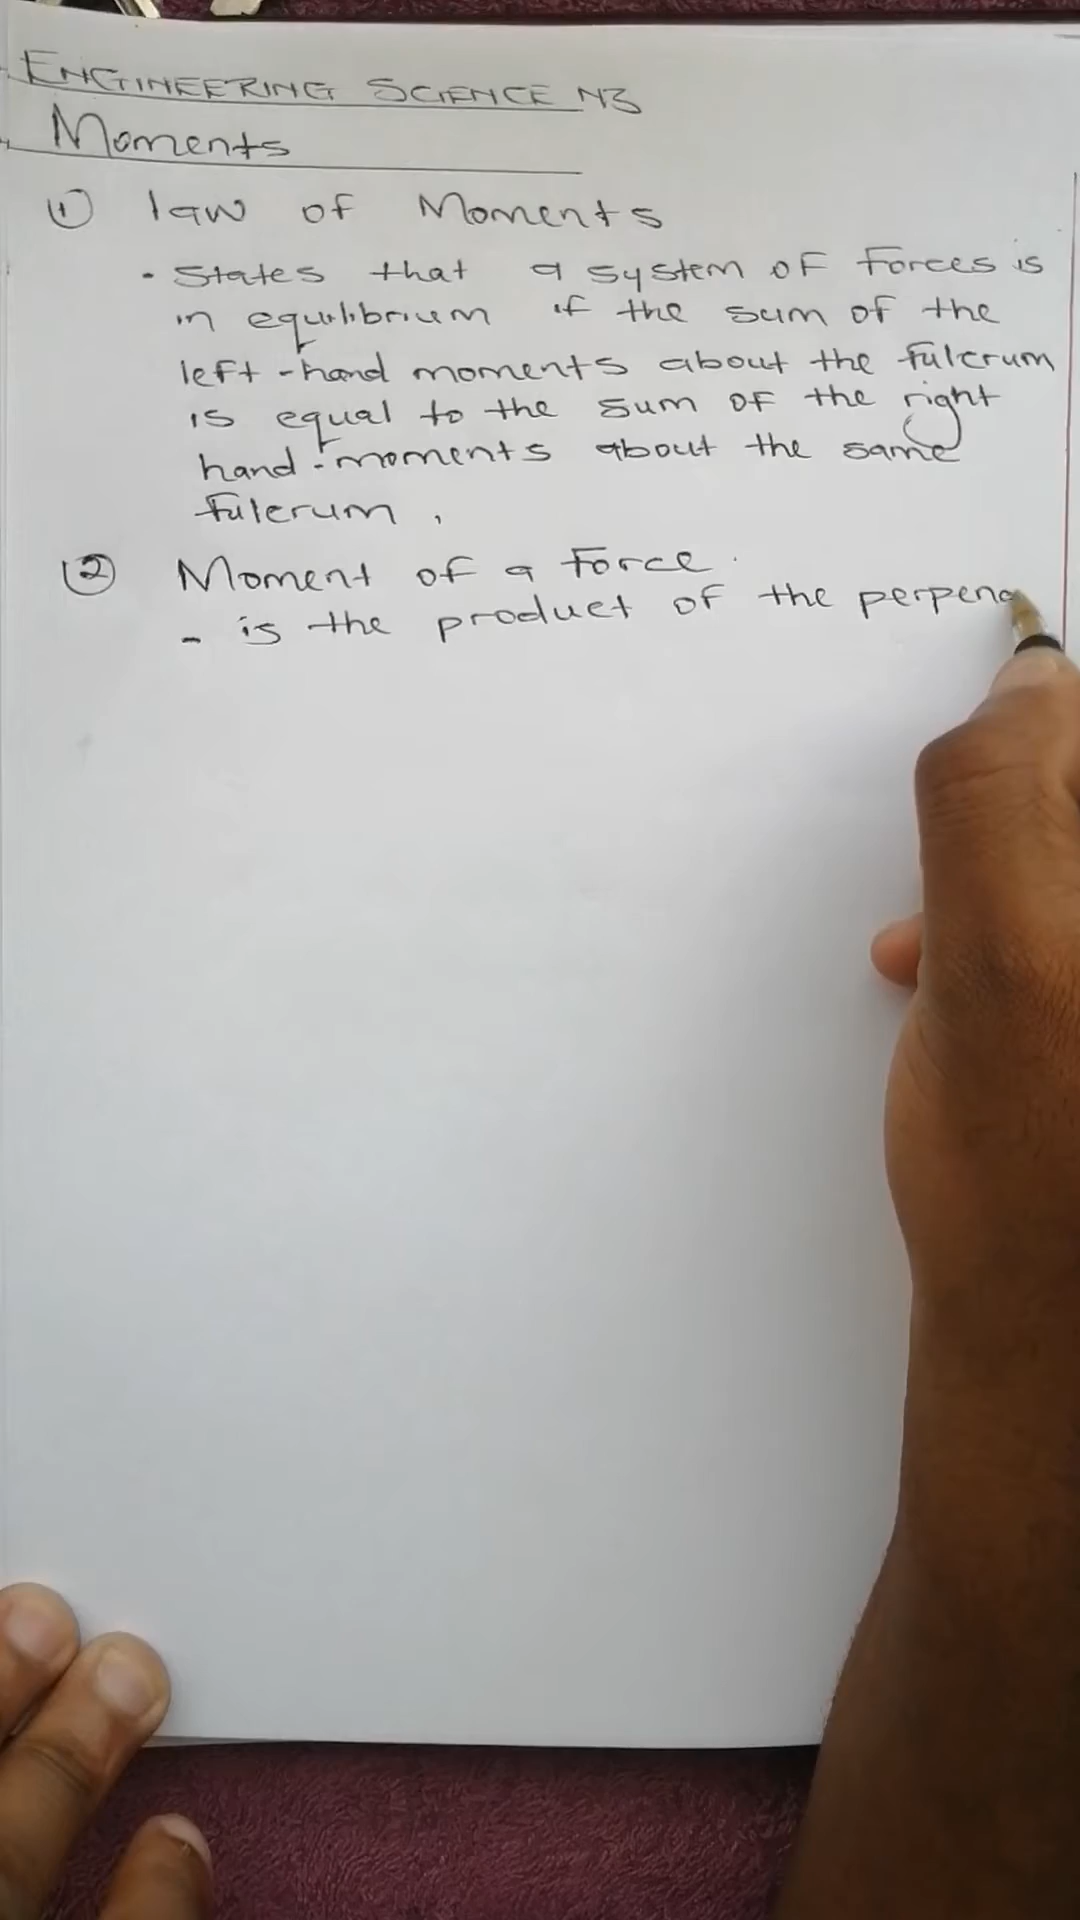 ENGINEERING SCIENCE N3
Moments
① law of Moments
- States that a system of forces is
in equilibrium if the sum of the
left-hand moments about the fulcrum
is equal to the sum of the right
hand-moments about the same
fulcrum.
② Moment of a force.
- is the product of the perpend